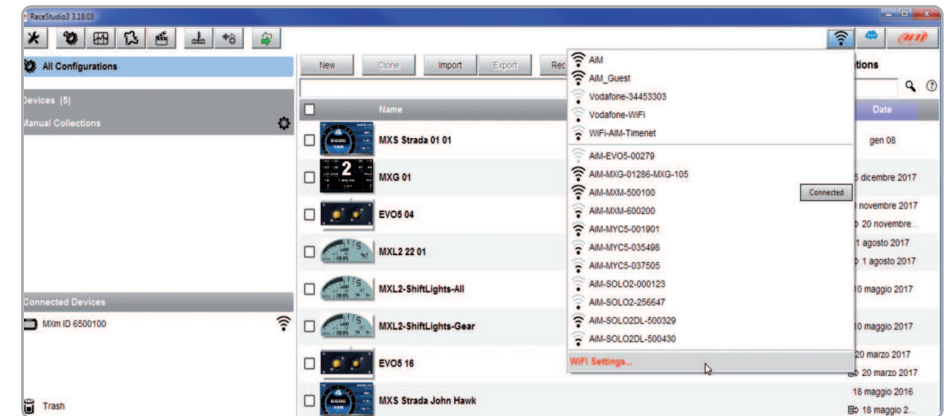 RaceStudio3 3.18.03
All Configurations
Devices (5)
Manual Collections
Connected Devices
MXm ID 6500100
Trash
New Clone Import Export Rec
Name
MXS Strada 01 01
MXG 01
EVO5 04
MXL2 22 01
MXL2-ShiftLights-All
MXL2-ShiftLights-Gear
EVO5 16
MXS Strada John Hawk
AiM
AiM_Guest
Vodafone-34453303
Vodafone-WiFi
WiFi-AiM-Timenet
AiM-EVO5-00279
AiM-MXG-01286-MXG-105
AiM-MXM-500100
Connected
AiM-MXM-600200
AiM-MYC5-001901
AiM-MYC5-035498
AiM-MYC5-037505
AiM-SOLO2-000123
AiM-SOLO2-256647
AiM-SOLO2DL-500329
AiM-SOLO2DL-500430
WiFi Settings...
tions
Date
gen 08
dicembre 2017
novembre 2017
20 novembre...
1 agosto 2017
1 agosto 2017
10 maggio 2017
10 maggio 2017
20 marzo 2017
20 marzo 2017
18 maggio 2016
18 maggio 2...